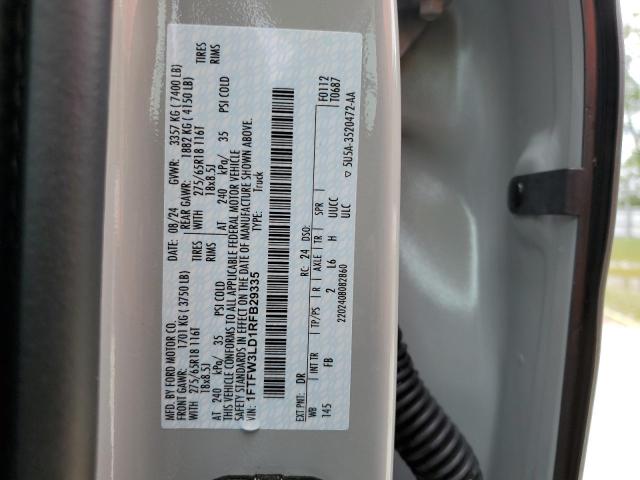 MFD. BY FORD MOTOR CO. DATE: 08/24 GVWR: 3357 KG (7400 LB)
FRONT GAWR: 1701 KG (3750 LB) REAR GAWR: 1882 KG (4150 LB)
275/65R18 116T TIRES WITH 275/65R18 116T TIRES
18x8.5J RIMS 18x8.5J RIMS
AT 240 kPa/ 35 PSI COLD AT 240 kPa/ 35 PSI COLD
THIS VEHICLE CONFORMS TO ALL APPLICABLE FEDERAL MOTOR VEHICLE
SAFETY STANDARDS IN EFFECT ON THE DATE OF MANUFACTURE SHOWN ABOVE.
VIN: 1FTFW3LD1RFB29335 TYPE: Truck
EXT PNT: DR RC: 24 DSO: F0112
T0687
WB INT TR TP/PS R AXLE TR SPR
145 FB 2 L6 H UUCC
ULC
2202408082860 ▽ 5U5A-3520472-AA